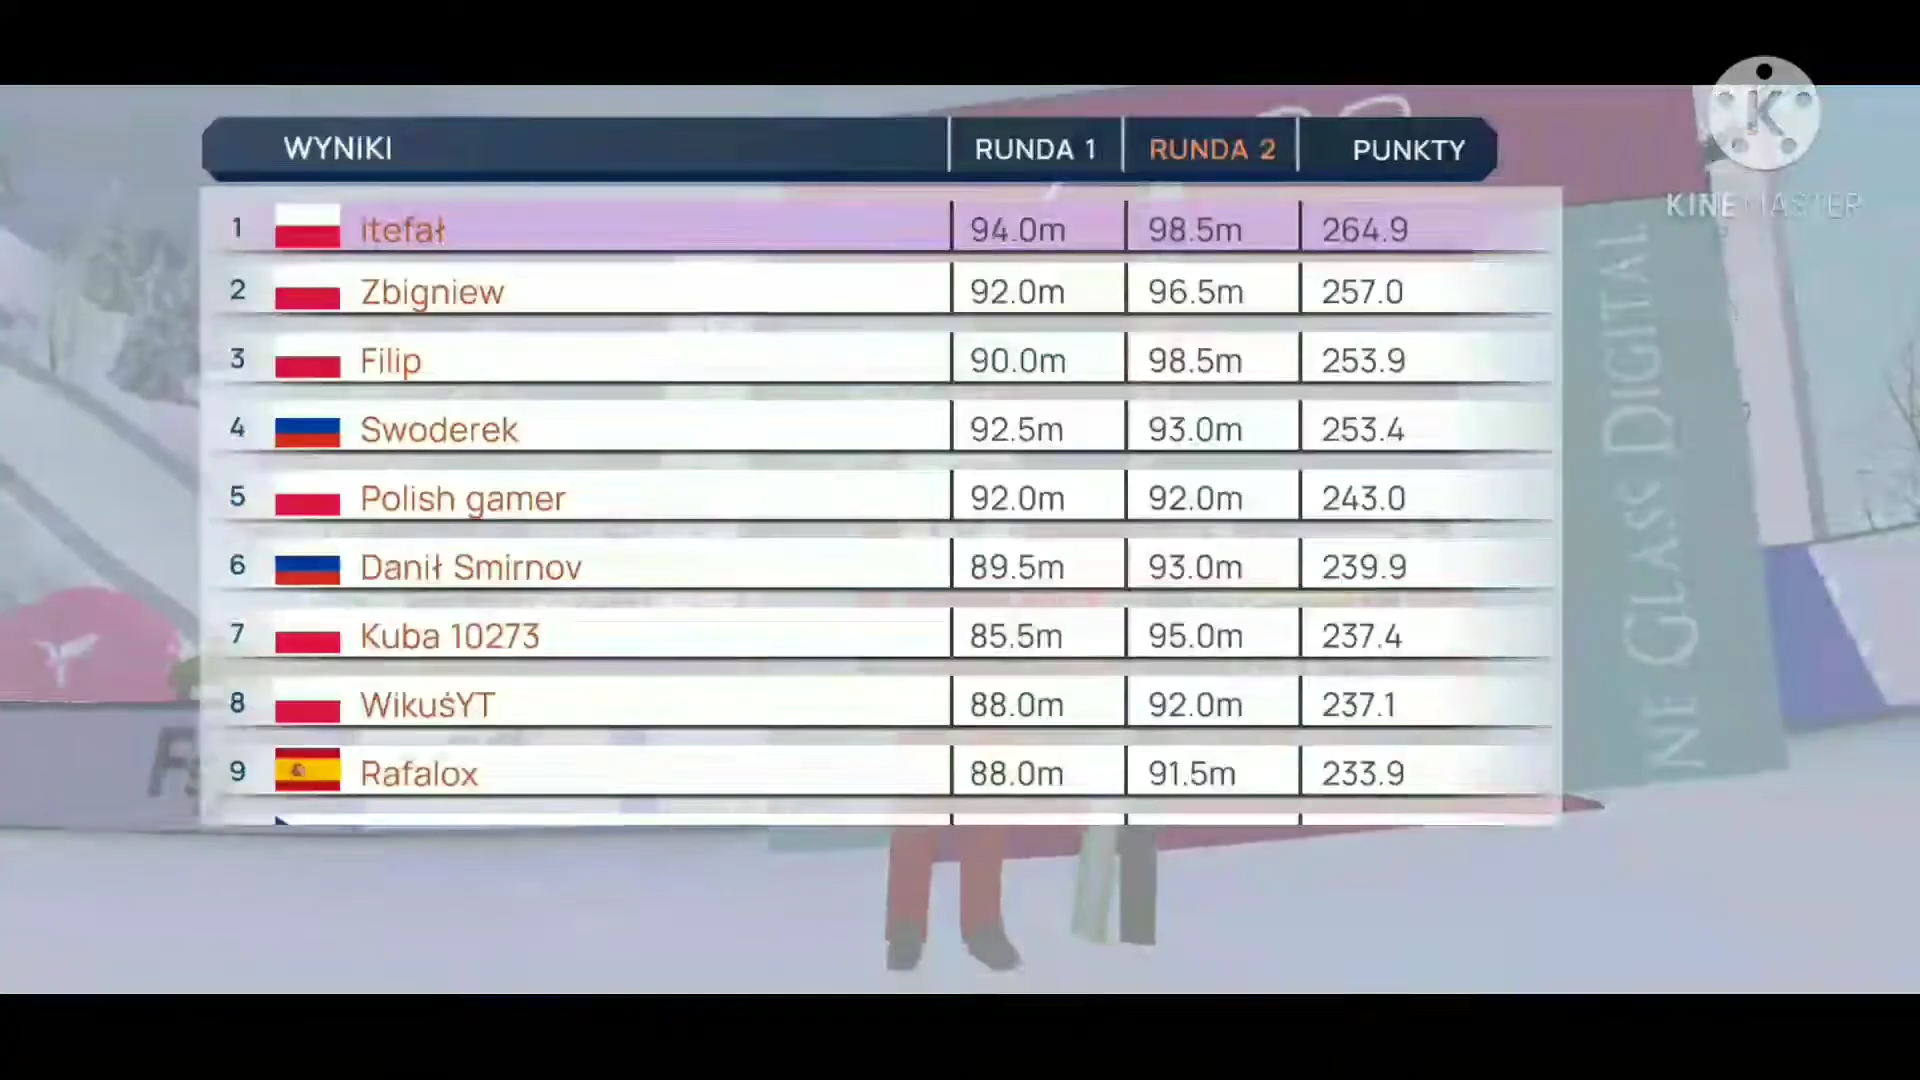 WYNIKI RUNDA 1 RUNDA 2 PUNKTY
1 itefał 94.0m 98.5m 264.9
2 Zbigniew 92.0m 96.5m 257.0
3 Filip 90.0m 98.5m 253.9
4 Swoderek 92.5m 93.0m 253.4
5 Polish gamer 92.0m 92.0m 243.0
6 Danił Smirnov 89.5m 93.0m 239.9
7 Kuba 10273 85.5m 95.0m 237.4
8 WikuśYT 88.0m 92.0m 237.1
9 Rafalox 88.0m 91.5m 233.9
K
KINEMASTER
NE GLASS DIGITAL